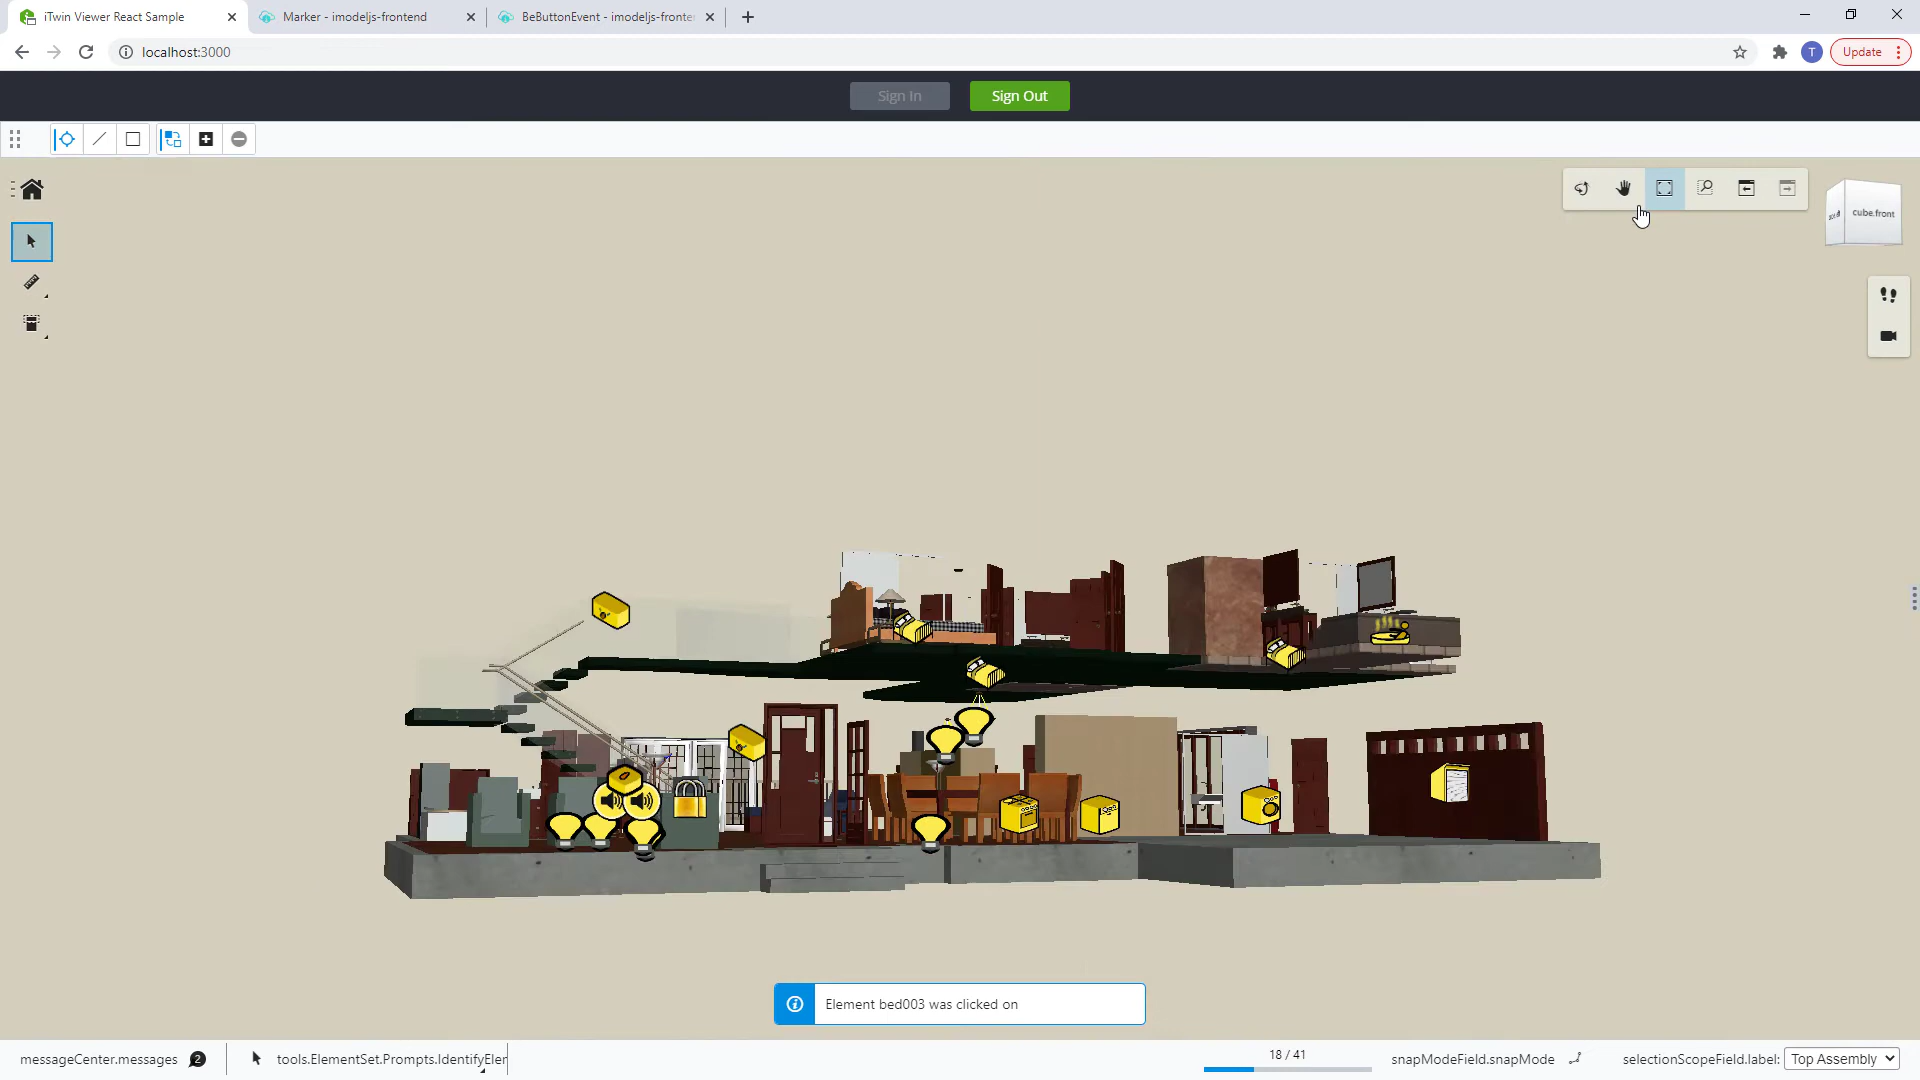 iTwin Viewer React Sample
Marker - imodeljs-frontend
BeButtonEvent - imodeljs-fronte
localhost:3000
T
Update
Sign In
Sign Out
cube.front
Element bed003 was clicked on
messageCenter.messages
2
tools.ElementSet.Prompts.IdentifyEler
18 / 41
snapModeField.snapMode
selectionScopeField.label:
Top Assembly